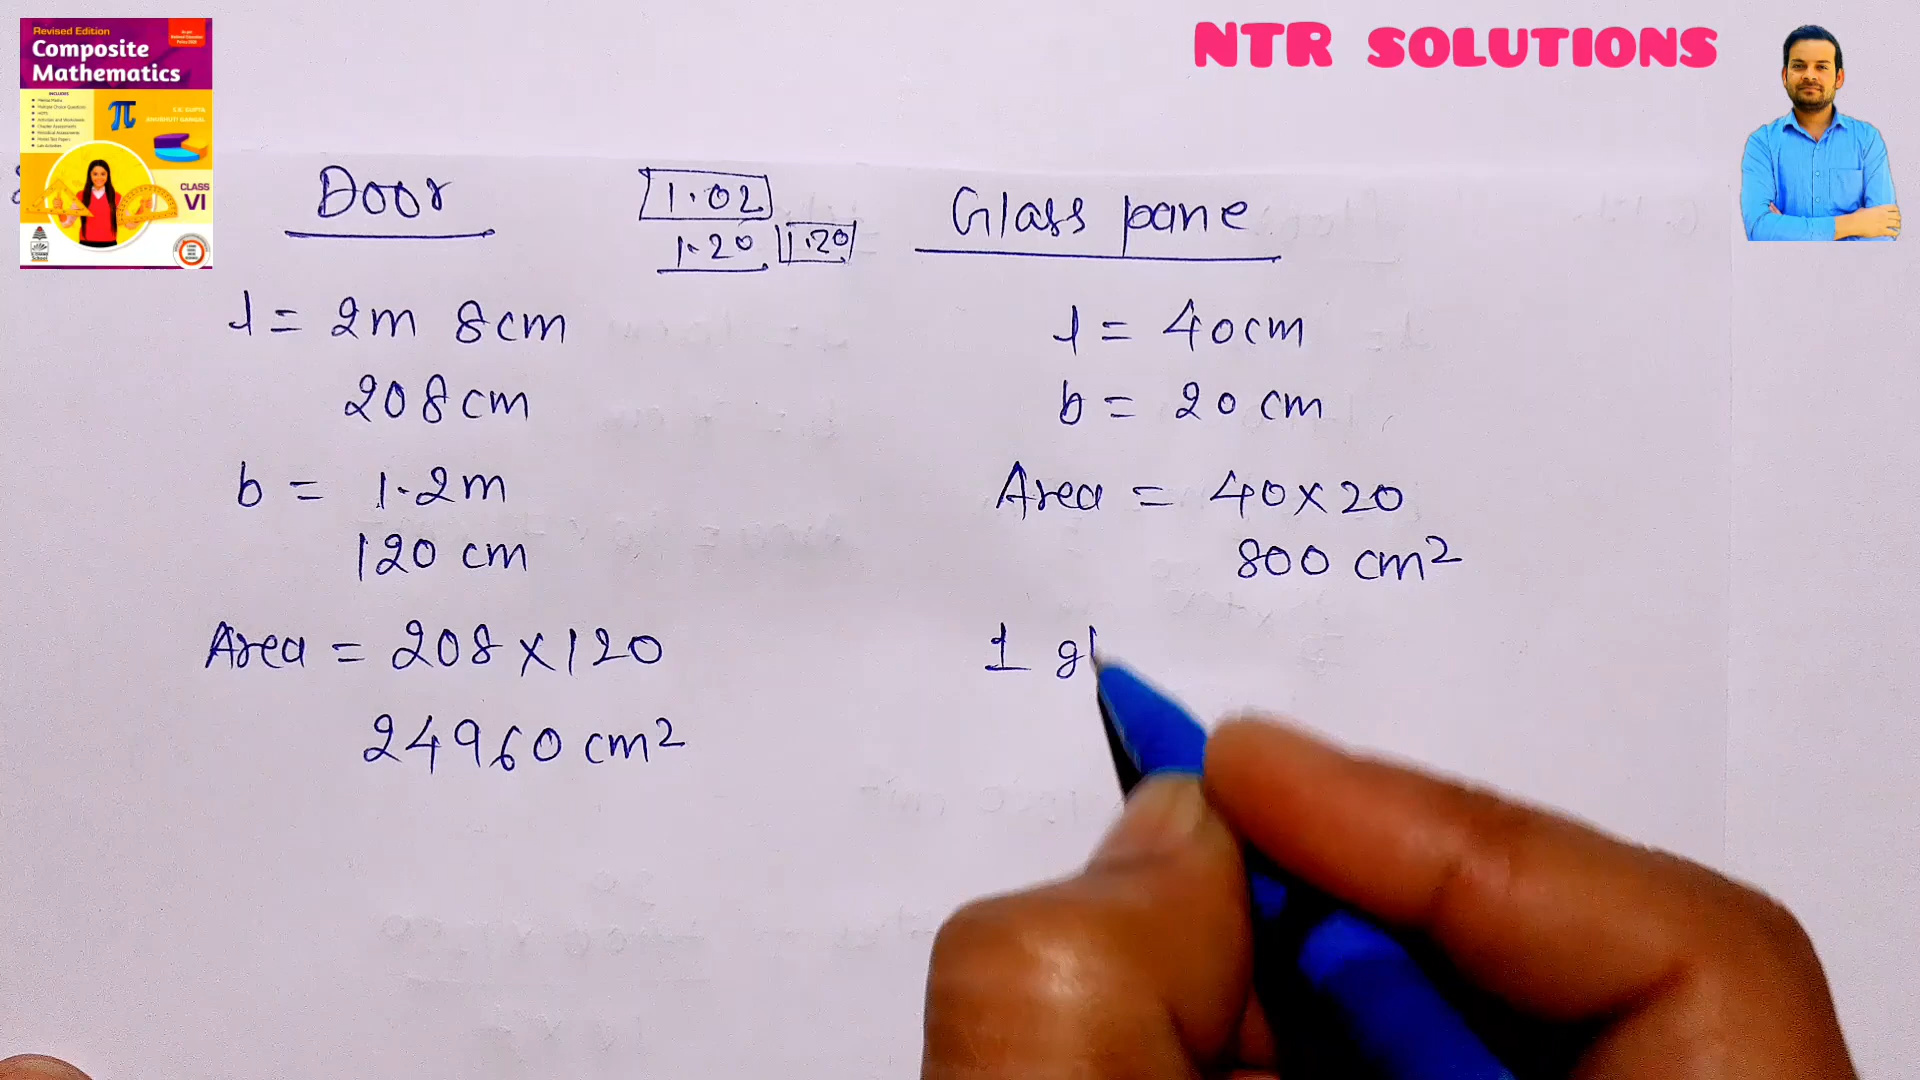 NTR SOLUTIONS
Revised Edition
Composite
Mathematics
INCLUDES
CLASS
VI
Door
1.02
1.20 1.20
Glass pane
l = 2m 8cm
208cm
b = 1.2m
120 cm
Area = 208 × 120
24960 cm²
l = 40cm
b = 20 cm
Area = 40×20
800 cm²
1 gl